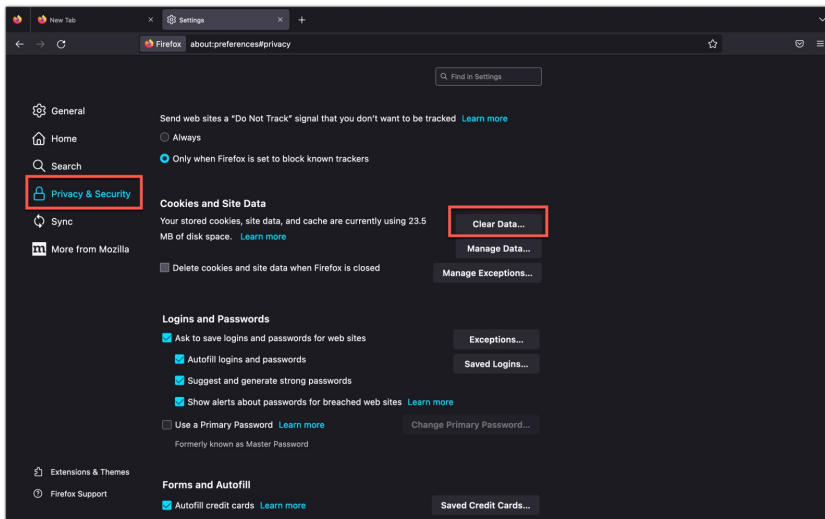 New Tab
Settings
Firefox about:preferences#privacy
Find in Settings
General
Home
Search
Privacy & Security
Sync
m More from Mozilla
Extensions & Themes
Firefox Support
Send web sites a “Do Not Track” signal that you don’t want to be tracked Learn more
Always
Only when Firefox is set to block known trackers
Cookies and Site Data
Your stored cookies, site data, and cache are currently using 23.5
MB of disk space. Learn more
Clear Data...
Manage Data...
Delete cookies and site data when Firefox is closed
Manage Exceptions...
Logins and Passwords
Ask to save logins and passwords for web sites
Exceptions...
Autofill logins and passwords
Saved Logins...
Suggest and generate strong passwords
Show alerts about passwords for breached web sites Learn more
Use a Primary Password Learn more
Change Primary Password...
Formerly known as Master Password
Forms and Autofill
Autofill credit cards Learn more
Saved Credit Cards...